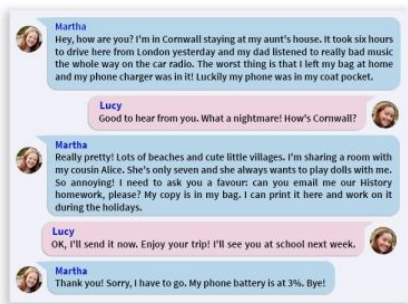 Martha
Hey, how are you? I'm in Cornwall staying at my aunt's house. It took six hours
to drive here from London yesterday and my dad listened to really bad music
the whole way on the car radio. The worst thing is that I left my bag at home
and my phone charger was in it! Luckily my phone was in my coat pocket.
Lucy
Good to hear from you. What a nightmare! How's Cornwall?
Martha
Really pretty! Lots of beaches and cute little villages. I'm sharing a room with
my cousin Alice. She's only seven and she always wants to play dolls with me.
So annoying! I need to ask you a favour: can you email me our History
homework, please? My copy is in my bag. I can print it here and work on it
during the holidays.
Lucy
OK, I'll send it now. Enjoy your trip! I'll see you at school next week.
Martha
Thank you! Sorry, I have to go. My phone battery is at 3%. Bye!